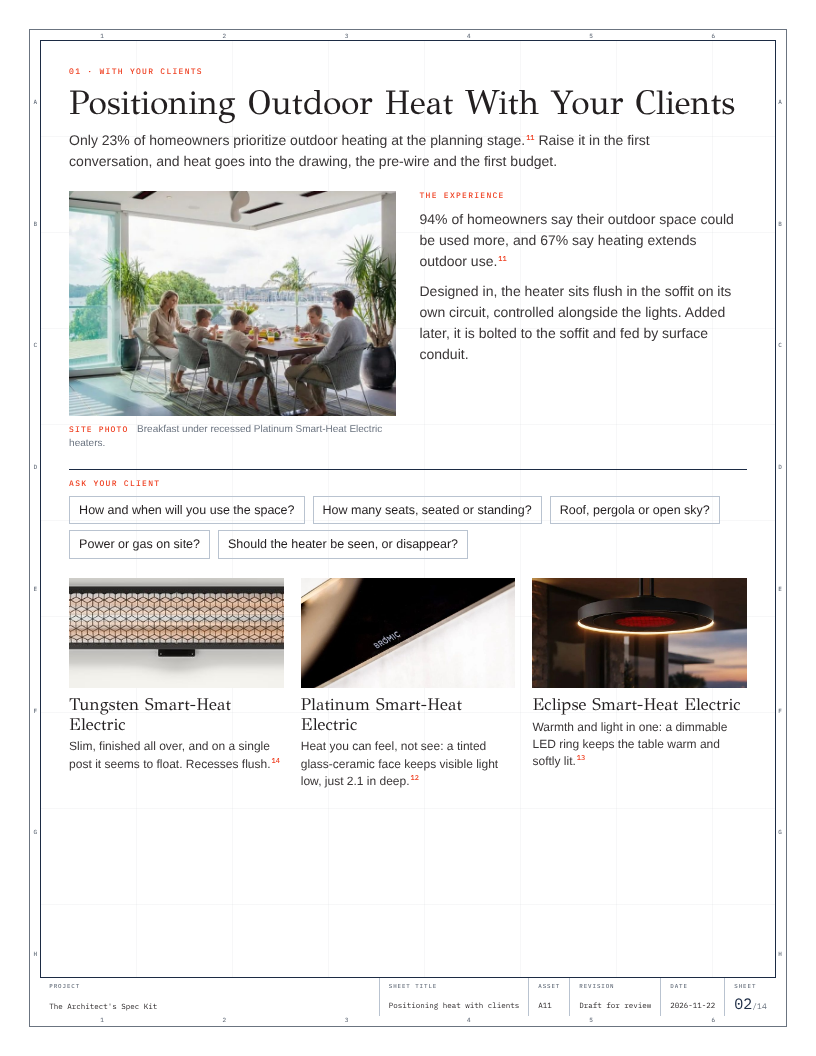 1 2 3 4 5 6
01 · WITH YOUR CLIENTS
Positioning Outdoor Heat With Your Clients
Only 23% of homeowners prioritize outdoor heating at the planning stage.11 Raise it in the first
conversation, and heat goes into the drawing, the pre-wire and the first budget.
THE EXPERIENCE
94% of homeowners say their outdoor space could
be used more, and 67% say heating extends
outdoor use.11
Designed in, the heater sits flush in the soffit on its
own circuit, controlled alongside the lights. Added
later, it is bolted to the soffit and fed by surface
conduit.
SITE PHOTO Breakfast under recessed Platinum Smart-Heat Electric
heaters.
ASK YOUR CLIENT
How and when will you use the space? How many seats, seated or standing? Roof, pergola or open sky?
Power or gas on site? Should the heater be seen, or disappear?
BROMIC
Tungsten Smart-Heat
Electric
Slim, finished all over, and on a single
post it seems to float. Recesses flush.14
Platinum Smart-Heat
Electric
Heat you can feel, not see: a tinted
glass-ceramic face keeps visible light
low, just 2.1 in deep.12
Eclipse Smart-Heat Electric
Warmth and light in one: a dimmable
LED ring keeps the table warm and
softly lit.13
A A
B B
C C
D D
E E
F F
G G
H H
PROJECT SHEET TITLE ASSET REVISION DATE SHEET
The Architect's Spec Kit Positioning heat with clients A11 Draft for review 2026-11-22 02/14
1 2 3 4 5 6